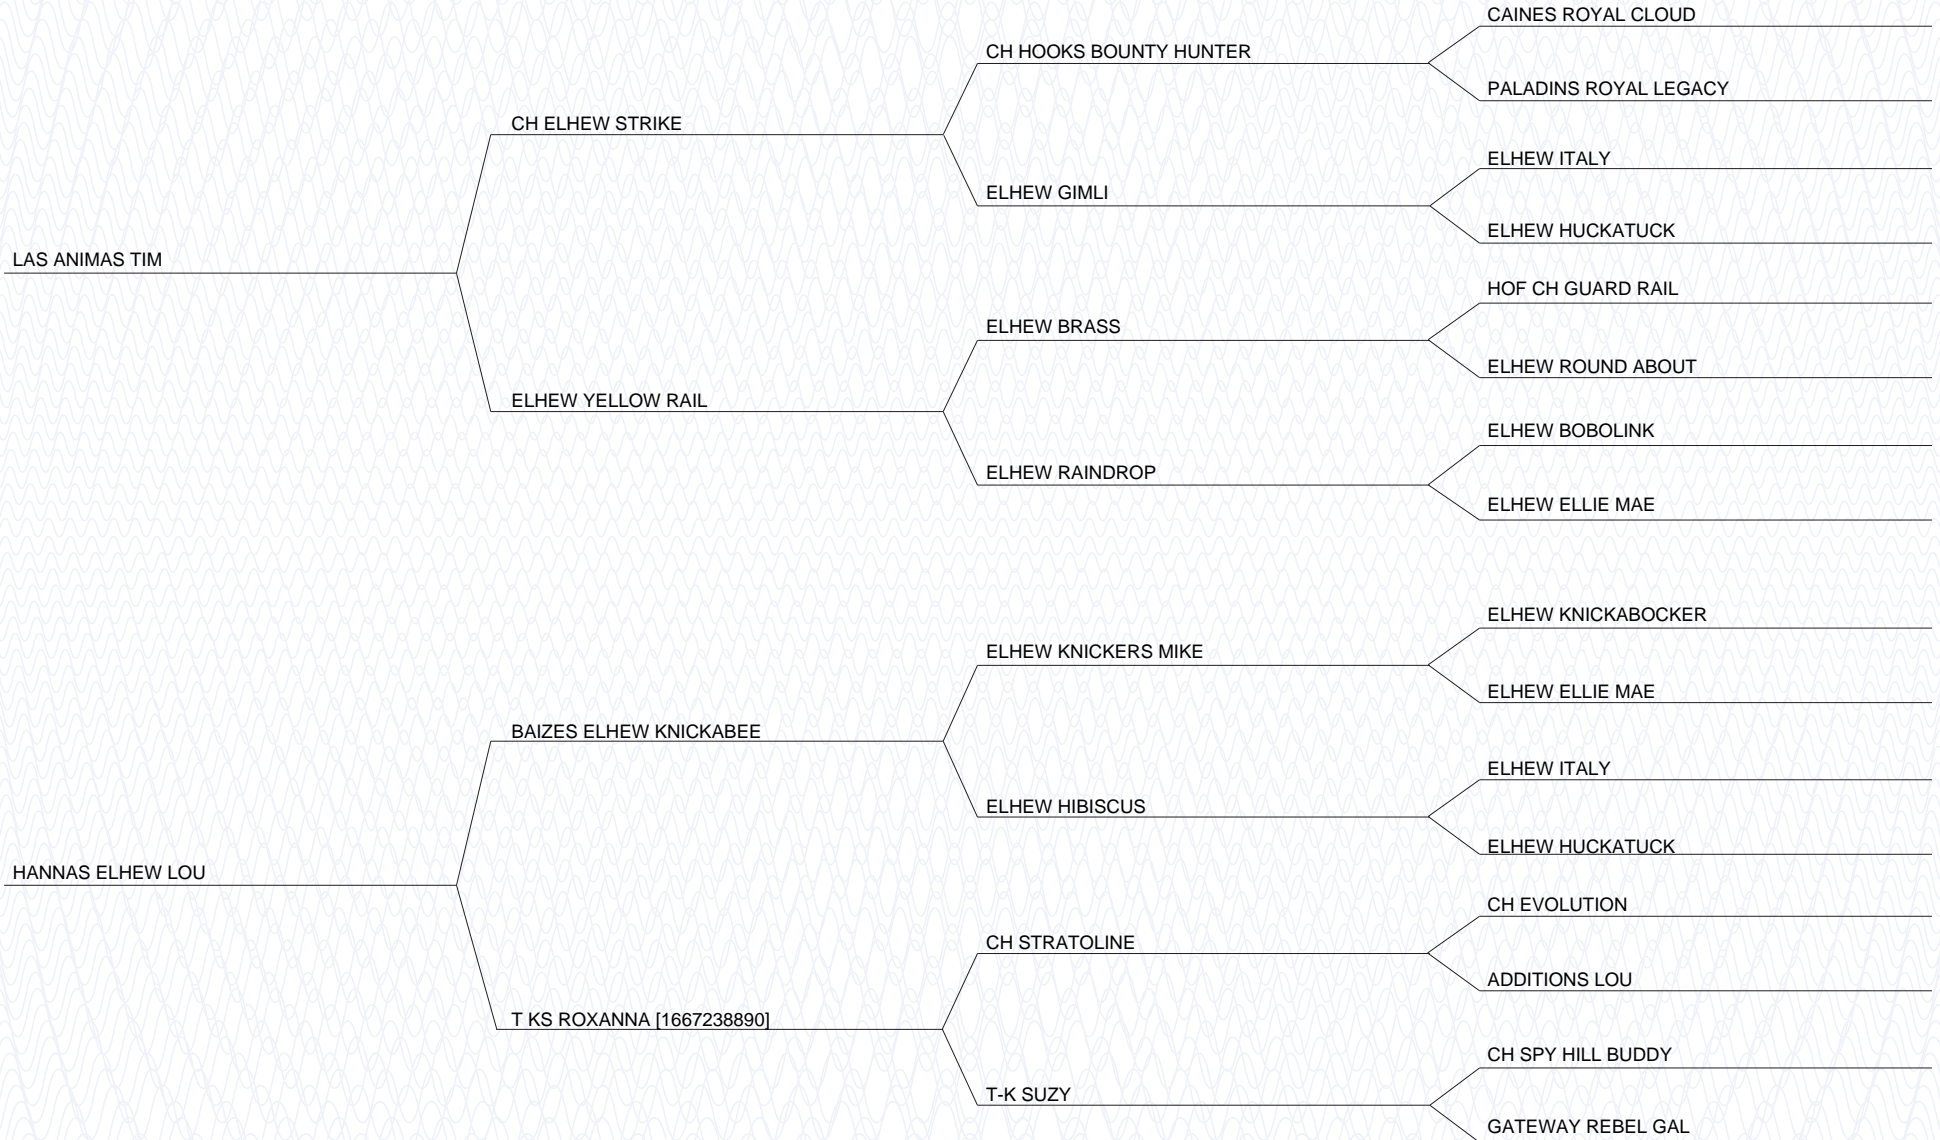 CAINES ROYAL CLOUD
CH HOOKS BOUNTY HUNTER
PALADINS ROYAL LEGACY
CH ELHEW STRIKE
ELHEW ITALY
ELHEW GIMLI
ELHEW HUCKATUCK
LAS ANIMAS TIM
HOF CH GUARD RAIL
ELHEW BRASS
ELHEW ROUND ABOUT
ELHEW YELLOW RAIL
ELHEW BOBOLINK
ELHEW RAINDROP
ELHEW ELLIE MAE
ELHEW KNICKABOCKER
ELHEW KNICKERS MIKE
ELHEW ELLIE MAE
BAIZES ELHEW KNICKABEE
ELHEW ITALY
ELHEW HIBISCUS
ELHEW HUCKATUCK
HANNAS ELHEW LOU
CH EVOLUTION
CH STRATOLINE
ADDITIONS LOU
T KS ROXANNA [1667238890]
CH SPY HILL BUDDY
T-K SUZY
GATEWAY REBEL GAL